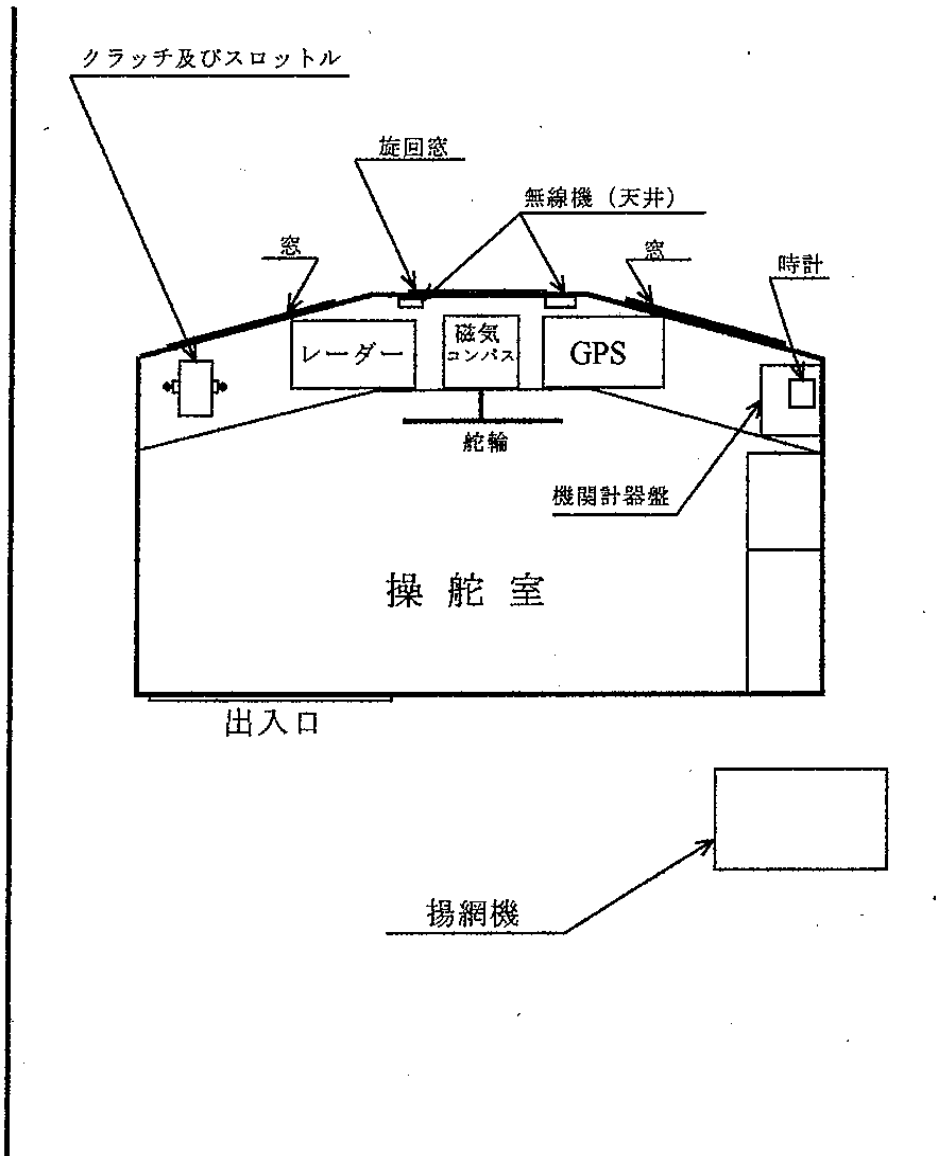 クラッチ及びスロットル
旋回窓
無線機（天井）
窓
窓
時計
レーダー
磁気
コンパス
GPS
舵輪
機関計器盤
操舵室
出入口
揚網機